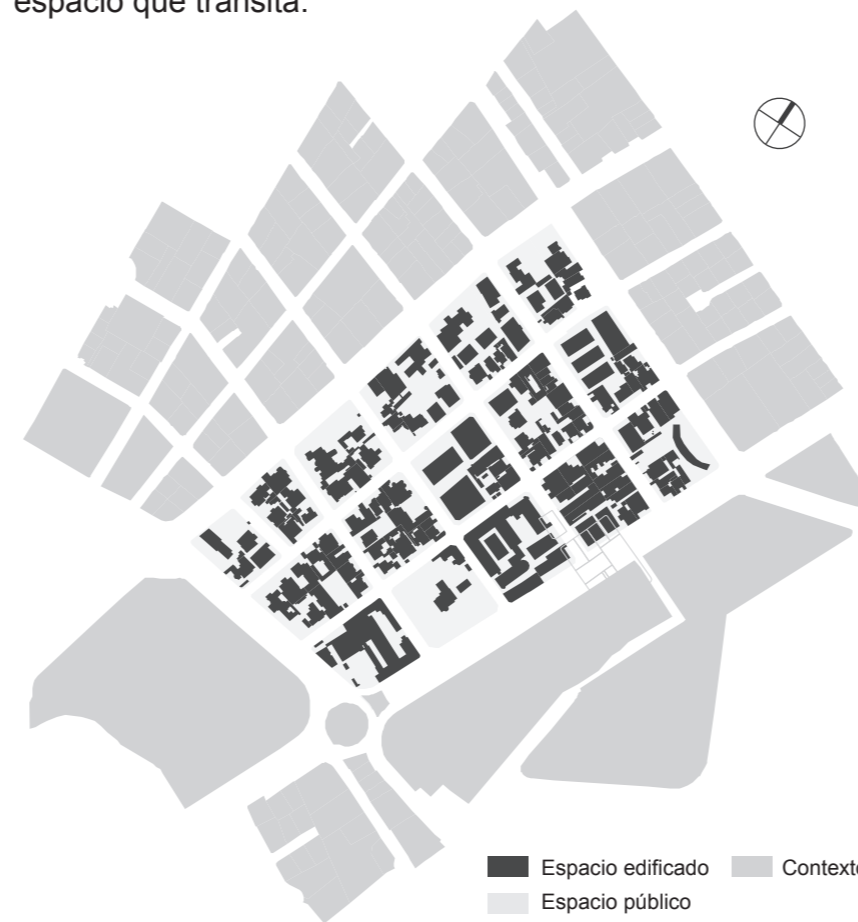 espacio que transita.
Espacio edificado
Contexto
Espacio público